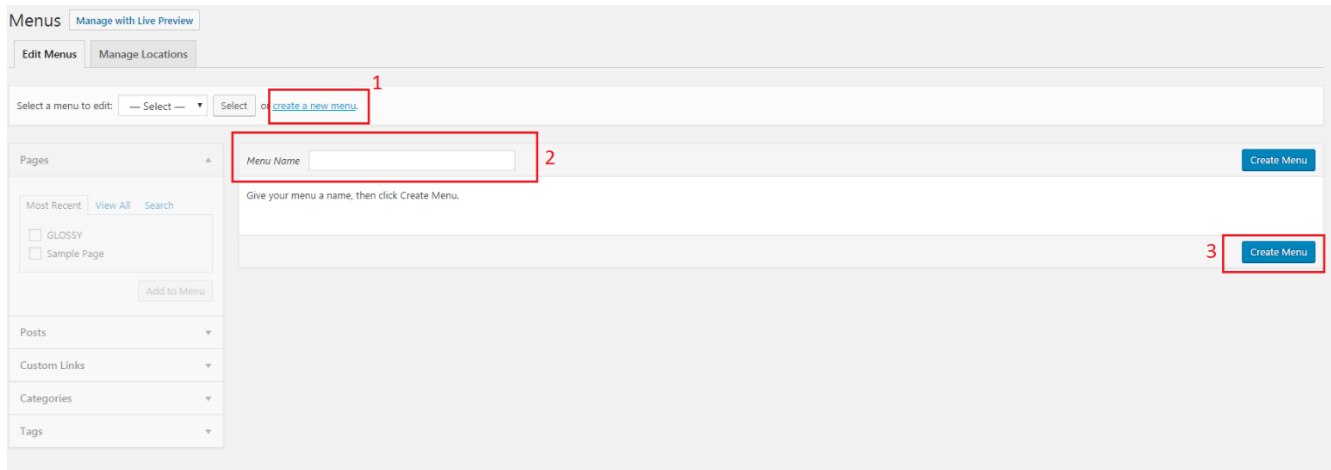 Menus Manage with Live Preview
Edit Menus Manage Locations
1
Select a menu to edit: — Select — Select or create a new menu.
Pages
Menu Name
2
Create Menu
Give your menu a name, then click Create Menu.
Most Recent View All Search
GLOSSY
Sample Page
3
Create Menu
Add to Menu
Posts
Custom Links
Categories
Tags